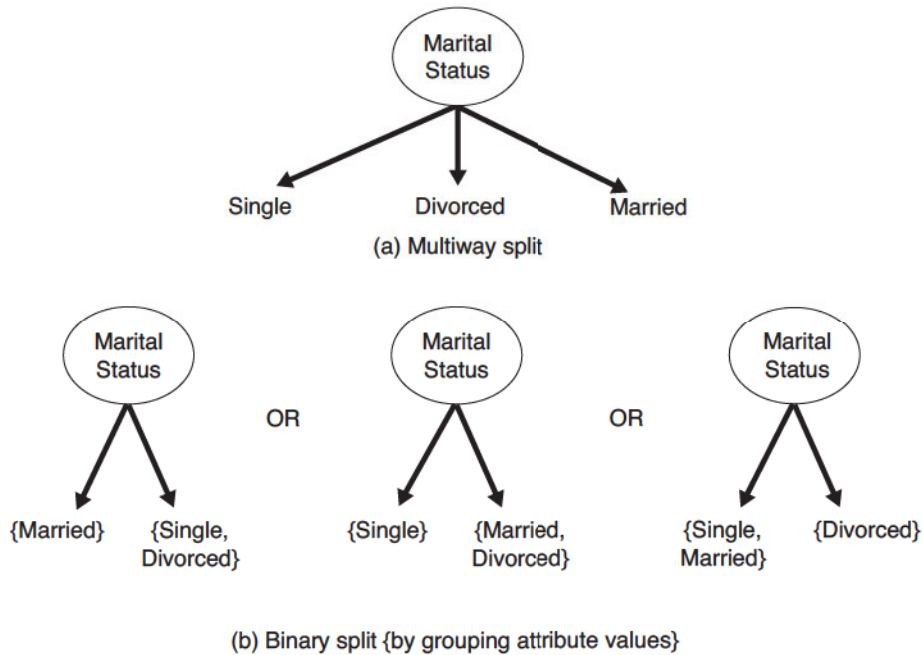 Marital
Status
Single Divorced Married
(a) Multiway split
Marital
Status
OR
Marital
Status
OR
Marital
Status
{Married}
{Single,
Divorced}
{Single}
{Married,
Divorced}
{Single,
Married}
{Divorced}
(b) Binary split {by grouping attribute values}